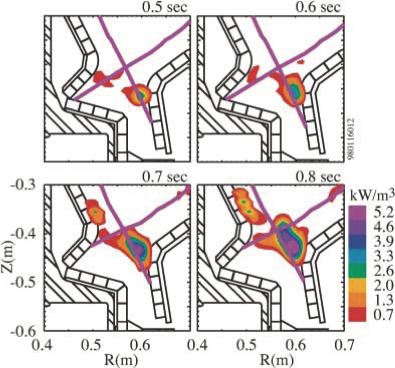 0.5 sec
0.6 sec
980116012
0.7 sec
0.8 sec
kW/m³
5.2
4.6
3.9
3.3
2.6
2.0
1.3
0.7
-0.3
-0.4
-0.5
-0.6
Z(m)
0.4 0.5 0.6 0.4 0.5 0.6 0.7
R(m) R(m)